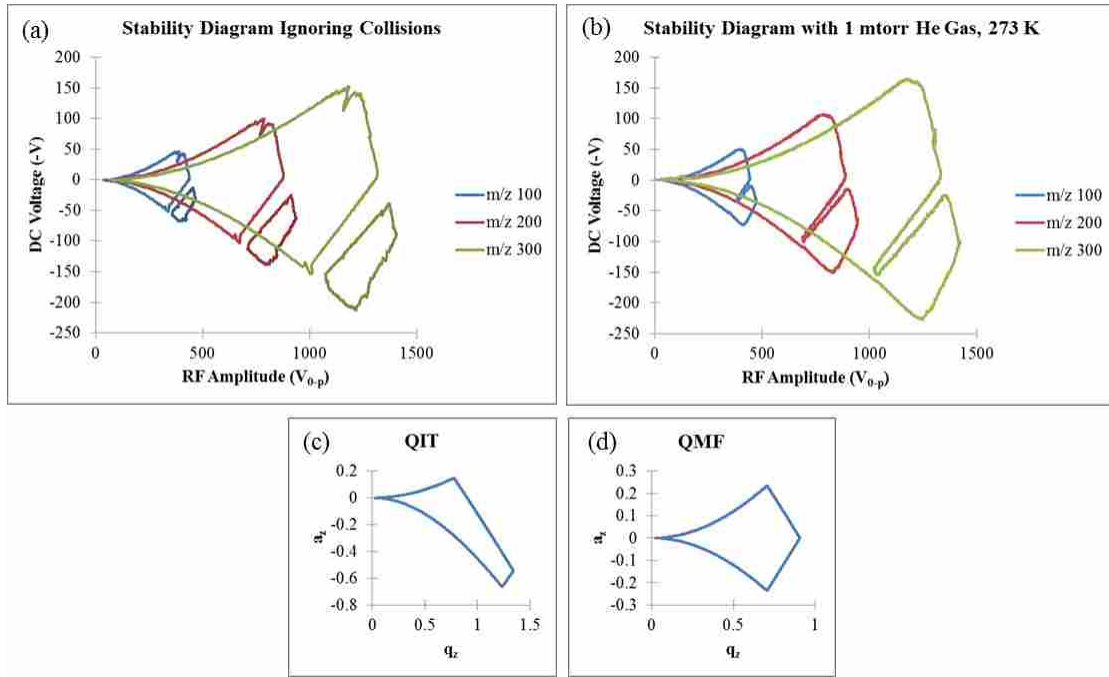 (a) Stability Diagram Ignoring Collisions
200
150
100
50
0
-50
-100
-150
-200
-250
DC Voltage (-V)
0 500 1000 1500
RF Amplitude (V0-p)
m/z 100
m/z 200
m/z 300
(b) Stability Diagram with 1 mtorr He Gas, 273 K
200
150
100
50
0
-50
-100
-150
-200
-250
DC Voltage (-V)
0 500 1000 1500
RF Amplitude (V0-p)
m/z 100
m/z 200
m/z 300
(c) QIT
0.2
0
-0.2
-0.4
-0.6
-0.8
az
0 0.5 1 1.5
qz
(d) QMF
0.3
0.2
0.1
0
-0.1
-0.2
-0.3
az
0 0.5 1
qz